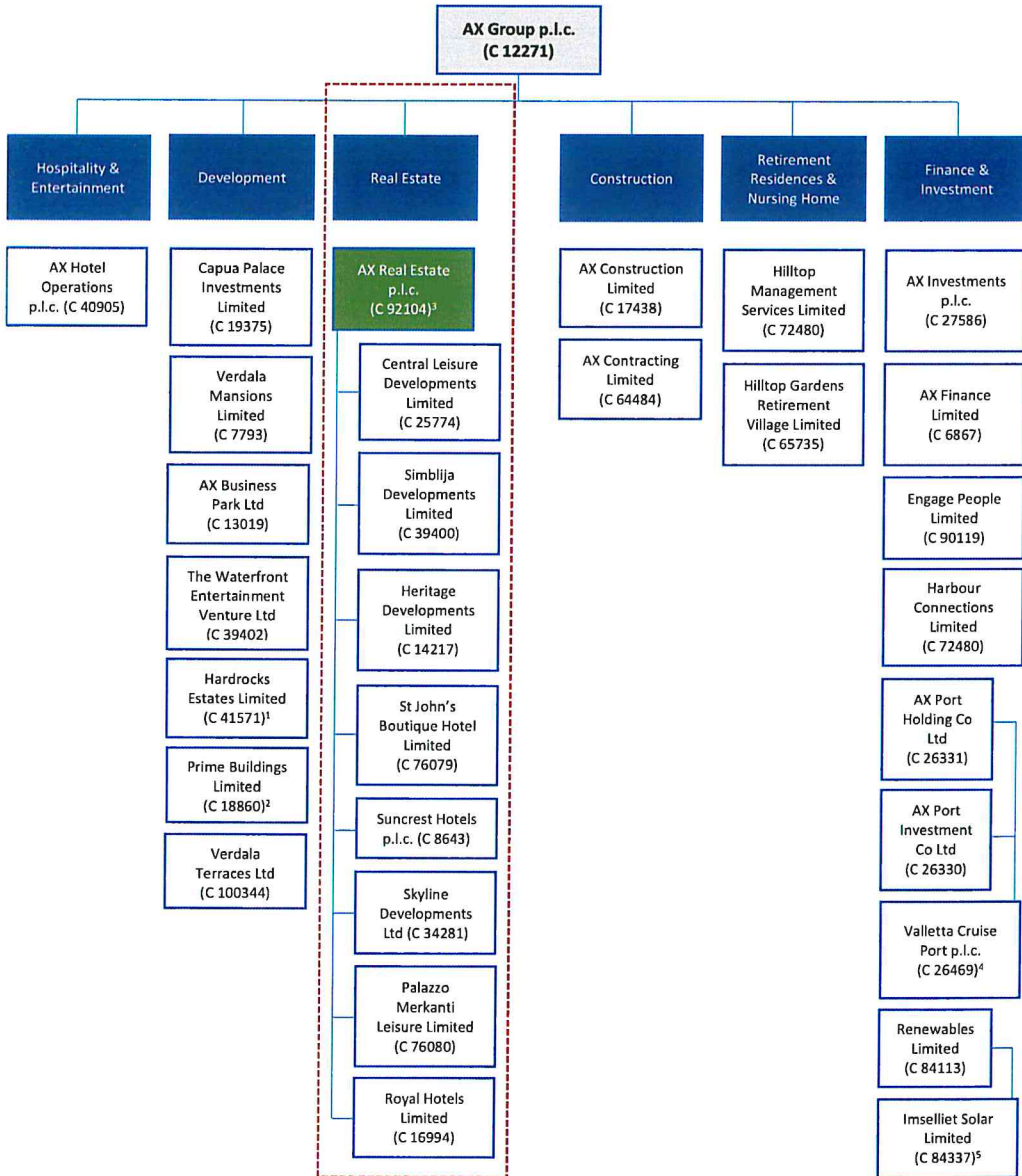 AX Group p.l.c.
(C 12271)
Hospitality &
Entertainment
Development
Real Estate
Construction
Retirement
Residences &
Nursing Home
Finance &
Investment
AX Hotel
Operations
p.l.c. (C 40905)
Capua Palace
Investments
Limited
(C 19375)
Verdala
Mansions
Limited
(C 7793)
AX Business
Park Ltd
(C 13019)
The Waterfront
Entertainment
Venture Ltd
(C 39402)
Hardrocks
Estates Limited
(C 41571)¹
Prime Buildings
Limited
(C 18860)²
Verdala
Terraces Ltd
(C 100344)
AX Real Estate
p.l.c.
(C 92104)³
Central Leisure
Developments
Limited
(C 25774)
Simblija
Developments
Limited
(C 39400)
Heritage
Developments
Limited
(C 14217)
St John's
Boutique Hotel
Limited
(C 76079)
Suncrest Hotels
p.l.c. (C 8643)
Skyline
Developments
Ltd (C 34281)
Palazzo
Merkanti
Leisure Limited
(C 76080)
Royal Hotels
Limited
(C 16994)
AX Construction
Limited
(C 17438)
AX Contracting
Limited
(C 64484)
Hilltop
Management
Services Limited
(C 72480)
Hilltop Gardens
Retirement
Village Limited
(C 65735)
AX Investments
p.l.c.
(C 27586)
AX Finance
Limited
(C 6867)
Engage People
Limited
(C 90119)
Harbour
Connections
Limited
(C 72480)
AX Port
Holding Co
Ltd
(C 26331)
AX Port
Investment
Co Ltd
(C 26330)
Valletta Cruise
Port p.l.c.
(C 26469)⁴
Renewables
Limited
(C 84113)
Imselliet Solar
Limited
(C 84337)⁵